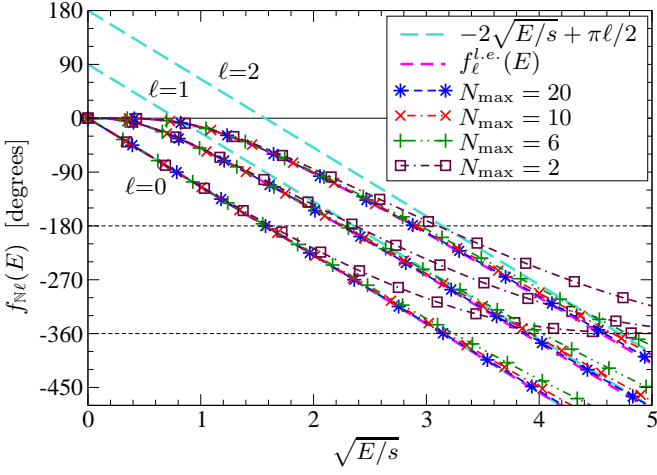 180
90
0
-90
-180
-270
-360
-450
f_{ℕℓ}(E) [degrees]
ℓ=2
ℓ=1
ℓ=0
−2√E/s + πℓ/2
f_ℓ^{l.e.}(E)
N_max = 20
N_max = 10
N_max = 6
N_max = 2
0 1 2 3 4 5
√E/s